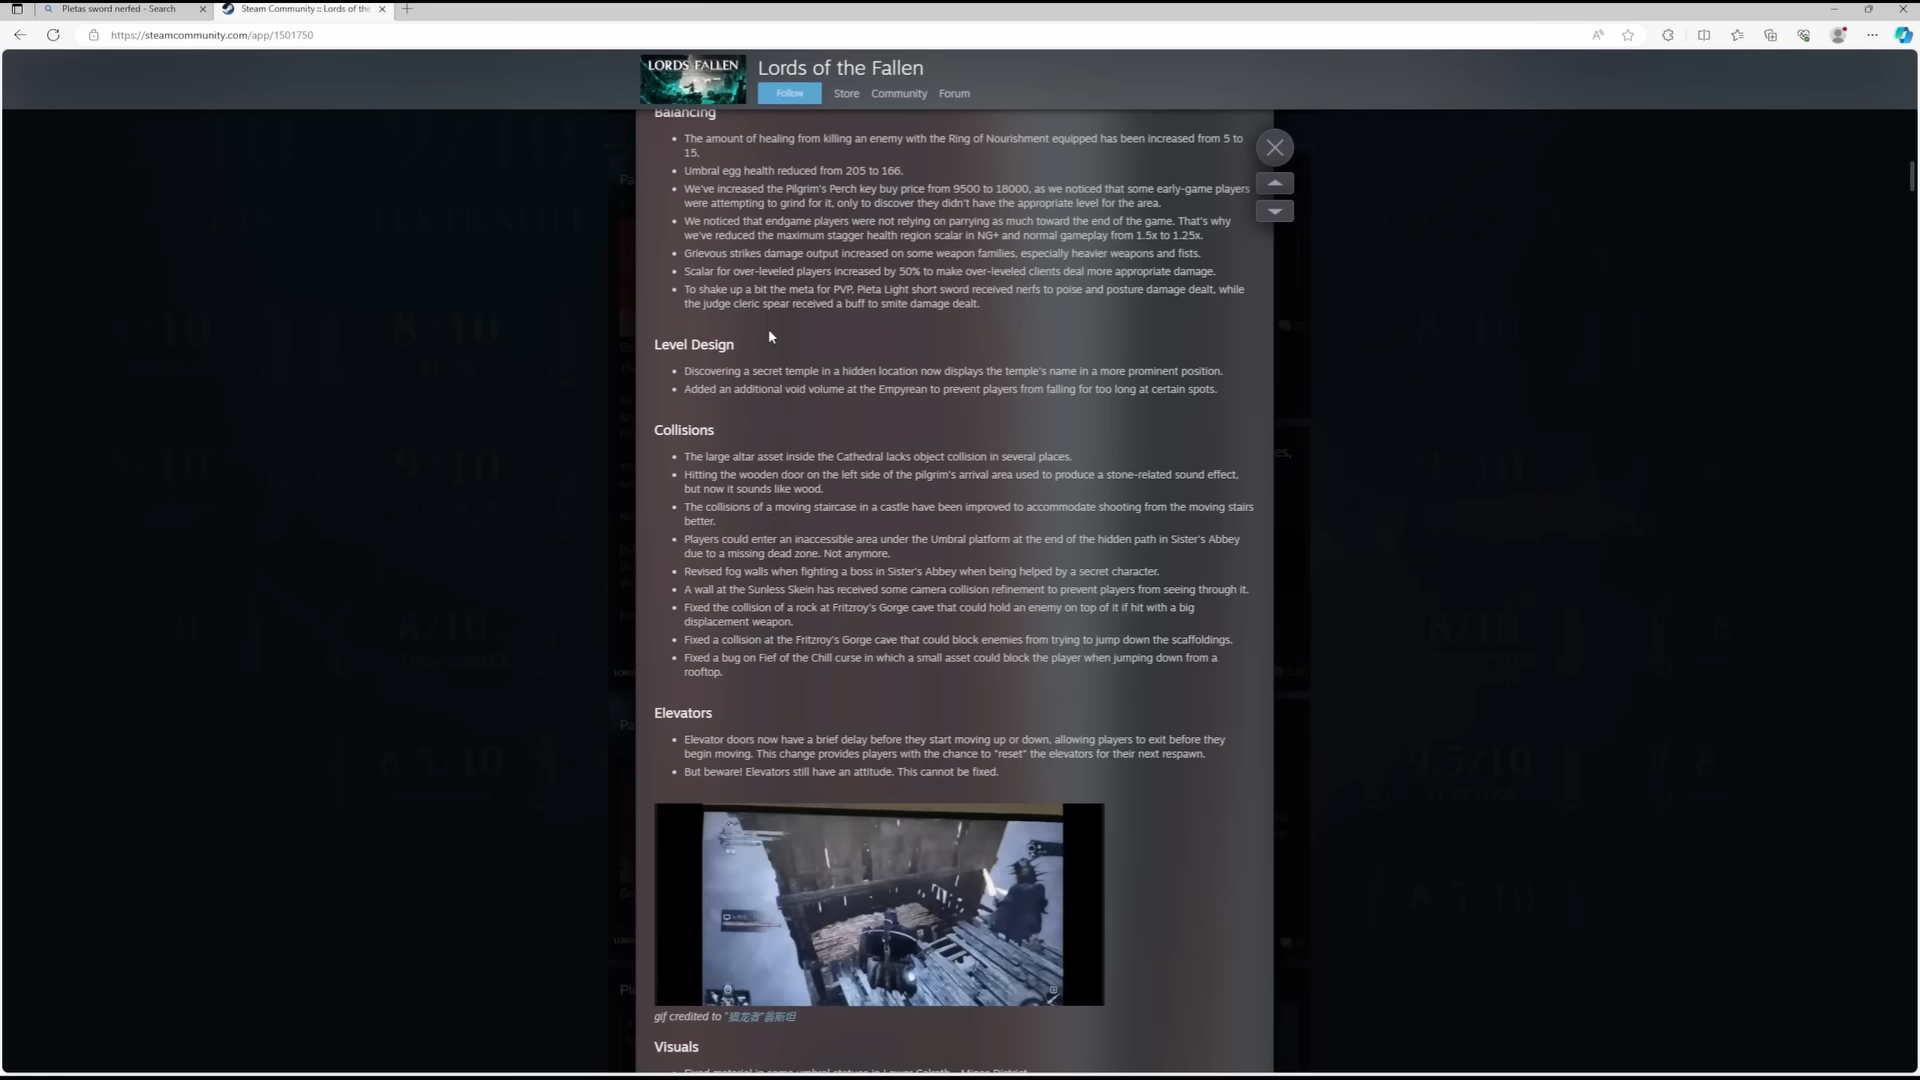 Pletas sword nerfed - Search
Steam Community :: Lords of the
https://steamcommunity.com/app/1501750
LORDS FALLEN
Lords of the Fallen
Follow
Store
Community
Forum
Balancing
• The amount of healing from killing an enemy with the Ring of Nourishment equipped has been increased from 5 to
15.
• Umbral egg health reduced from 205 to 166.
• We've increased the Pilgrim's Perch key buy price from 9500 to 18000, as we noticed that some early-game players
were attempting to grind for it, only to discover they didn't have the appropriate level for the area.
• We noticed that endgame players were not relying on parrying as much toward the end of the game. That's why
we've reduced the maximum stagger health region scalar in NG+ and normal gameplay from 1.5x to 1.25x.
• Grievous strikes damage output increased on some weapon families, especially heavier weapons and fists.
• Scalar for over-leveled players increased by 50% to make over-leveled clients deal more appropriate damage.
• To shake up a bit the meta for PVP, Pieta Light short sword received nerfs to poise and posture damage dealt, while
the judge cleric spear received a buff to smite damage dealt.
Level Design
• Discovering a secret temple in a hidden location now displays the temple's name in a more prominent position.
• Added an additional void volume at the Empyrean to prevent players from falling for too long at certain spots.
Collisions
• The large altar asset inside the Cathedral lacks object collision in several places.
• Hitting the wooden door on the left side of the pilgrim's arrival area used to produce a stone-related sound effect,
but now it sounds like wood.
• The collisions of a moving staircase in a castle have been improved to accommodate shooting from the moving stairs
better.
• Players could enter an inaccessible area under the Umbral platform at the end of the hidden path in Sister's Abbey
due to a missing dead zone. Not anymore.
• Revised fog walls when fighting a boss in Sister's Abbey when being helped by a secret character.
• A wall at the Sunless Skein has received some camera collision refinement to prevent players from seeing through it.
• Fixed the collision of a rock at Fritzroy's Gorge cave that could hold an enemy on top of it if hit with a big
displacement weapon.
• Fixed a collision at the Fritzroy's Gorge cave that could block enemies from trying to jump down the scaffoldings.
• Fixed a bug on Fief of the Chill curse in which a small asset could block the player when jumping down from a
rooftop.
Elevators
• Elevator doors now have a brief delay before they start moving up or down, allowing players to exit before they
begin moving. This change provides players with the chance to "reset" the elevators for their next respawn.
• But beware! Elevators still have an attitude. This cannot be fixed.
gif credited to "猎龙者"翁斯坦
Visuals
• Fixed material in some umbral statues in Lower Calrath - Mines District